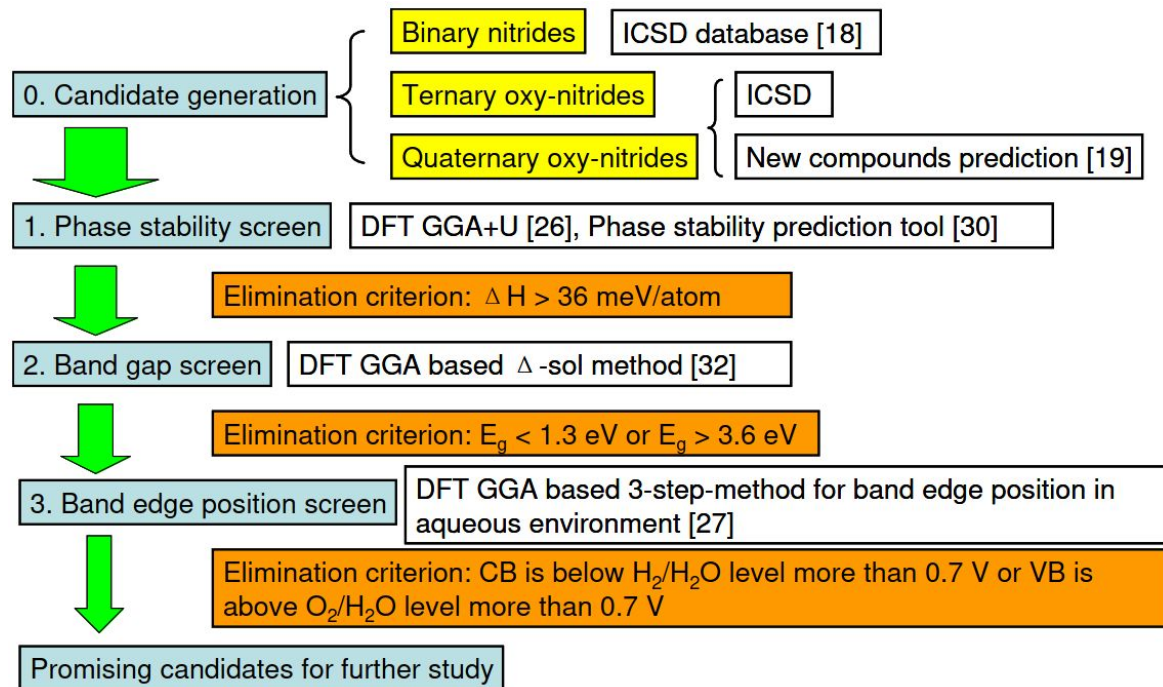 Binary nitrides
ICSD database [18]
0. Candidate generation
Ternary oxy-nitrides
ICSD
Quaternary oxy-nitrides
New compounds prediction [19]
1. Phase stability screen
DFT GGA+U [26], Phase stability prediction tool [30]
Elimination criterion: Δ H > 36 meV/atom
2. Band gap screen
DFT GGA based Δ -sol method [32]
Elimination criterion: Eg < 1.3 eV or Eg > 3.6 eV
3. Band edge position screen
DFT GGA based 3-step-method for band edge position in
aqueous environment [27]
Elimination criterion: CB is below H₂/H₂O level more than 0.7 V or VB is
above O₂/H₂O level more than 0.7 V
Promising candidates for further study